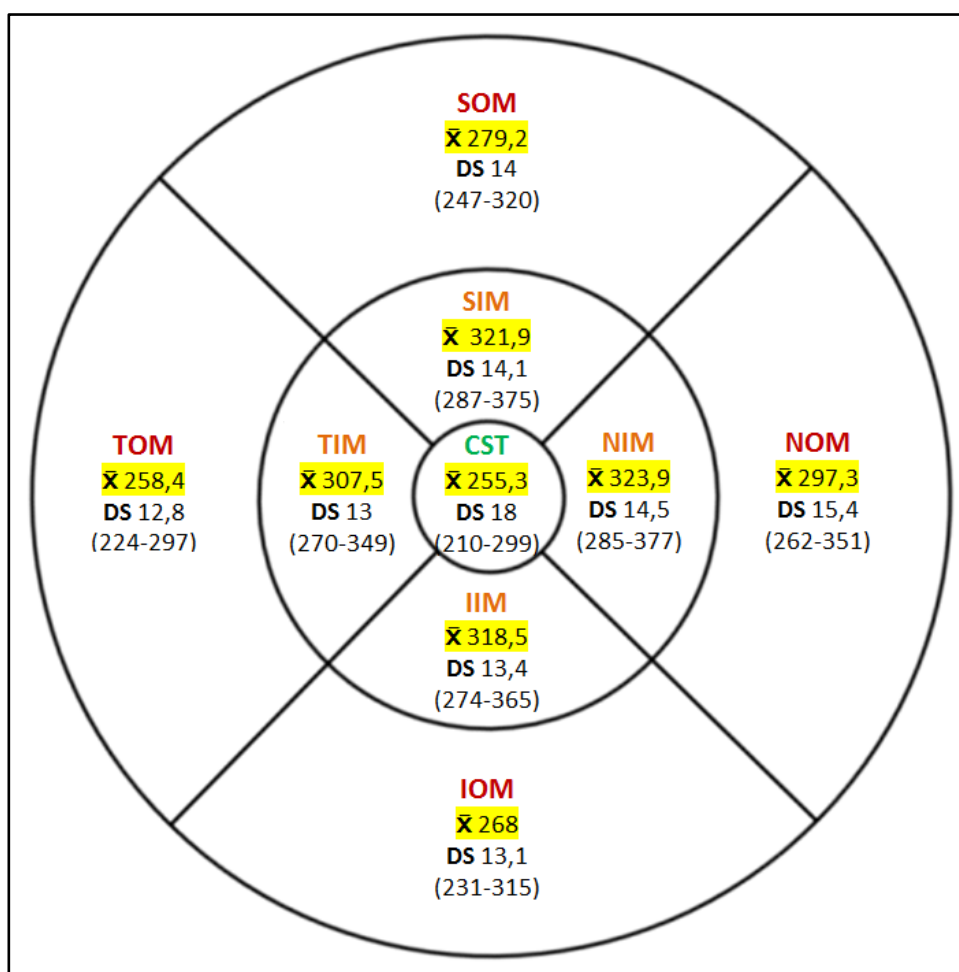 SOM
x̄ 279,2
DS 14
(247-320)
SIM
x̄ 321,9
DS 14,1
(287-375)
TOM
x̄ 258,4
DS 12,8
(224-297)
TIM
x̄ 307,5
DS 13
(270-349)
CST
x̄ 255,3
DS 18
(210-299)
NIM
x̄ 323,9
DS 14,5
(285-377)
NOM
x̄ 297,3
DS 15,4
(262-351)
IIM
x̄ 318,5
DS 13,4
(274-365)
IOM
x̄ 268
DS 13,1
(231-315)